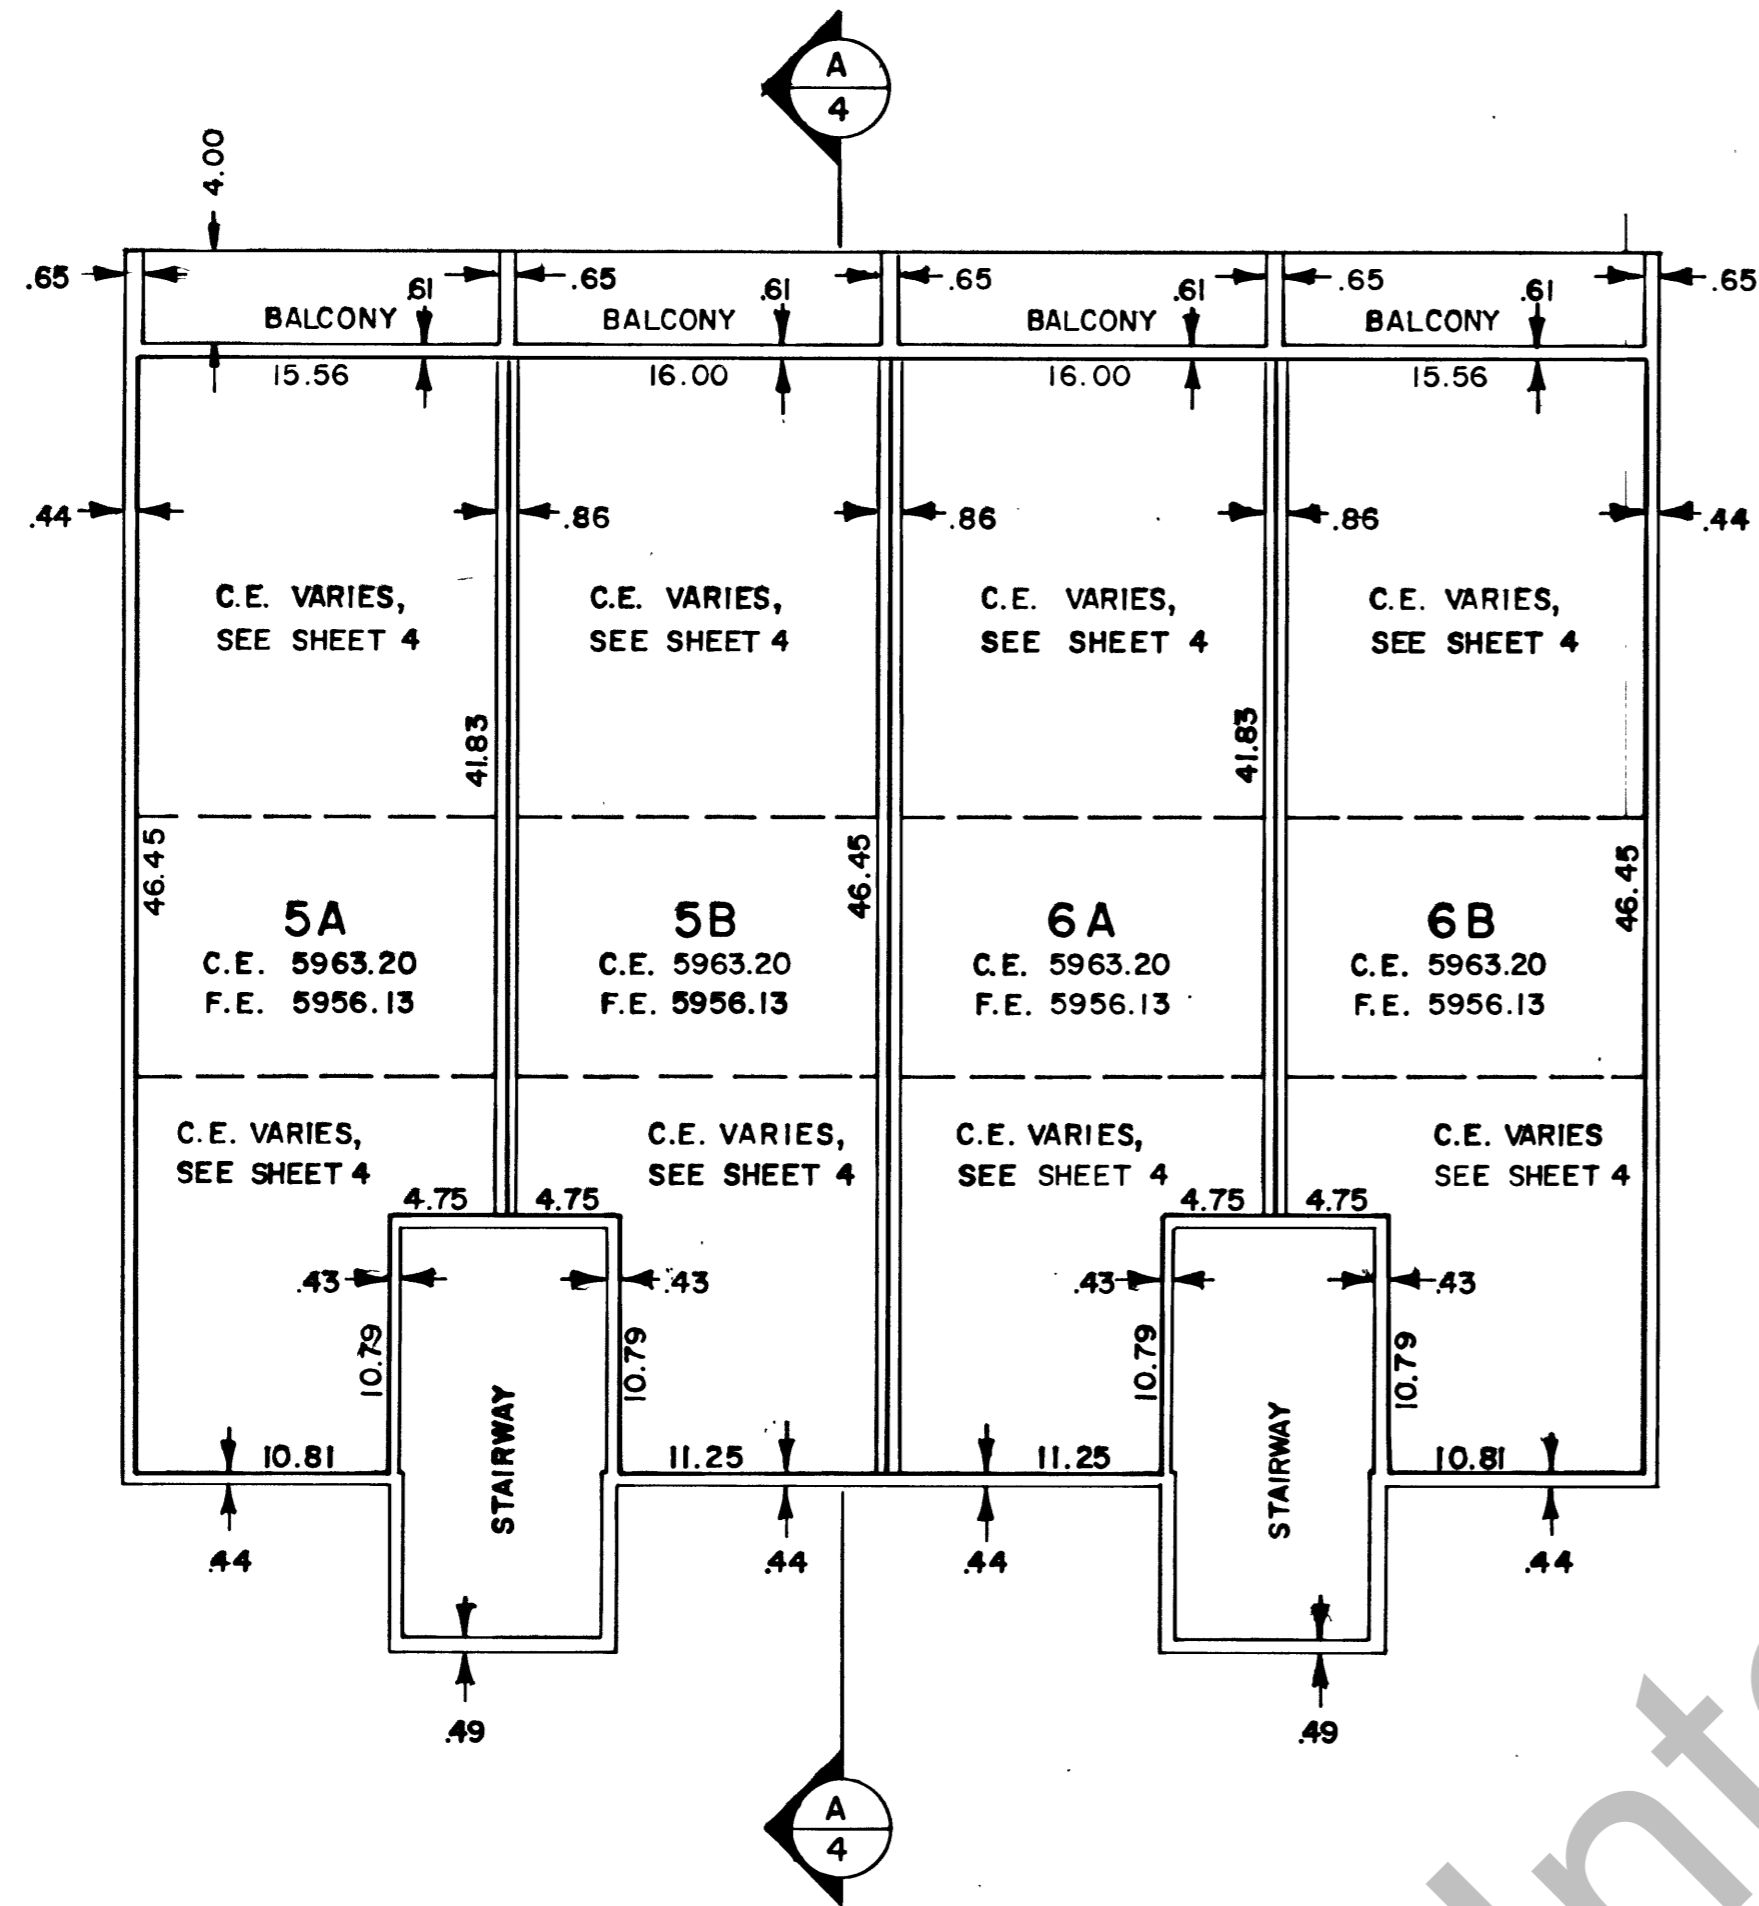 A
4
4.00
.65
.65
.65
.65
.65
.61
.61
.61
.61
BALCONY
BALCONY
BALCONY
BALCONY
15.56
16.00
16.00
15.56
.44
.86
.86
.86
.44
C.E. VARIES,
SEE SHEET 4
C.E. VARIES,
SEE SHEET 4
C.E. VARIES,
SEE SHEET 4
C.E. VARIES,
SEE SHEET 4
41.83
41.83
46.45
46.45
46.45
5A
C.E. 5963.20
F.E. 5956.13
5B
C.E. 5963.20
F.E. 5956.13
6A
C.E. 5963.20
F.E. 5956.13
6B
C.E. 5963.20
F.E. 5956.13
C.E. VARIES,
SEE SHEET 4
C.E. VARIES,
SEE SHEET 4
C.E. VARIES,
SEE SHEET 4
C.E. VARIES
SEE SHEET 4
4.75
4.75
4.75
4.75
.43
.43
.43
.43
10.79
10.79
10.79
10.79
STAIRWAY
STAIRWAY
10.81
11.25
11.25
10.81
.44
.44
.44
.44
.49
.49
A
4